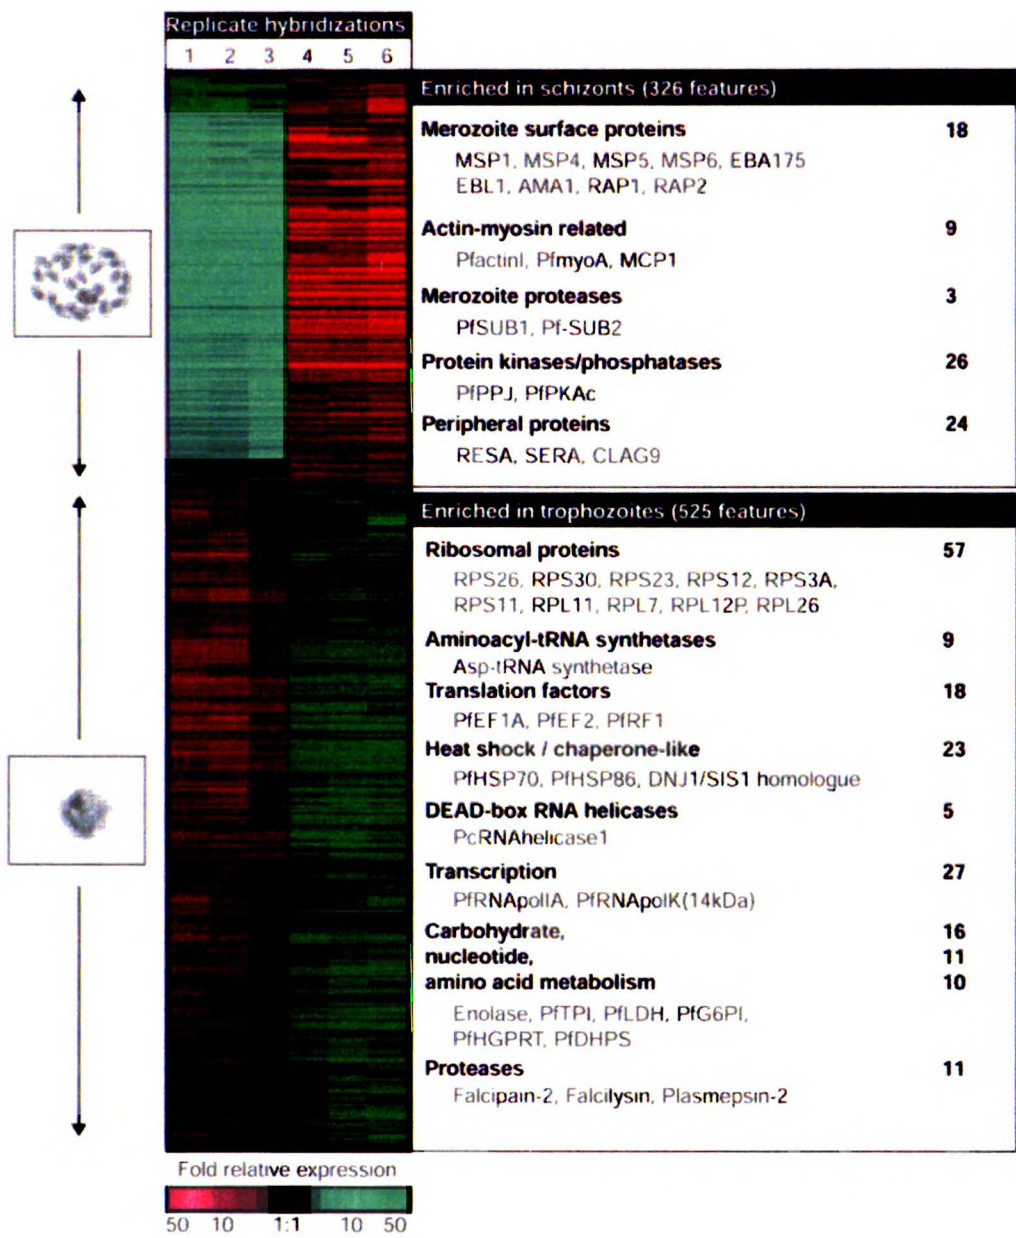 Replicate hybridizations
1 2 3 4 5 6
Enriched in schizonts (326 features)
Merozoite surface proteins 18
MSP1, MSP4, MSP5, MSP6, EBA175
EBL1, AMA1, RAP1, RAP2
Actin-myosin related 9
PfactinI, PfmyoA, MCP1
Merozoite proteases 3
PfSUB1, Pf-SUB2
Protein kinases/phosphatases 26
PfPPJ, PfPKAc
Peripheral proteins 24
RESA, SERA, CLAG9
Enriched in trophozoites (525 features)
Ribosomal proteins 57
RPS26, RPS30, RPS23, RPS12, RPS3A,
RPS11, RPL11, RPL7, RPL12P, RPL26
Aminoacyl-tRNA synthetases 9
Asp-tRNA synthetase
Translation factors 18
PfEF1A, PfEF2, PfRF1
Heat shock / chaperone-like 23
PfHSP70, PfHSP86, DNJ1/SIS1 homologue
DEAD-box RNA helicases 5
PcRNAhelicase1
Transcription 27
PfRNApolIA, PfRNApolK(14kDa)
Carbohydrate, 16
nucleotide, 11
amino acid metabolism 10
Enolase, PfTPI, PfLDH, PfG6PI,
PfHGPRT, PfDHPS
Proteases 11
Falcipain-2, Falcilysin, Plasmepsin-2
Fold relative expression
50 10 1:1 10 50